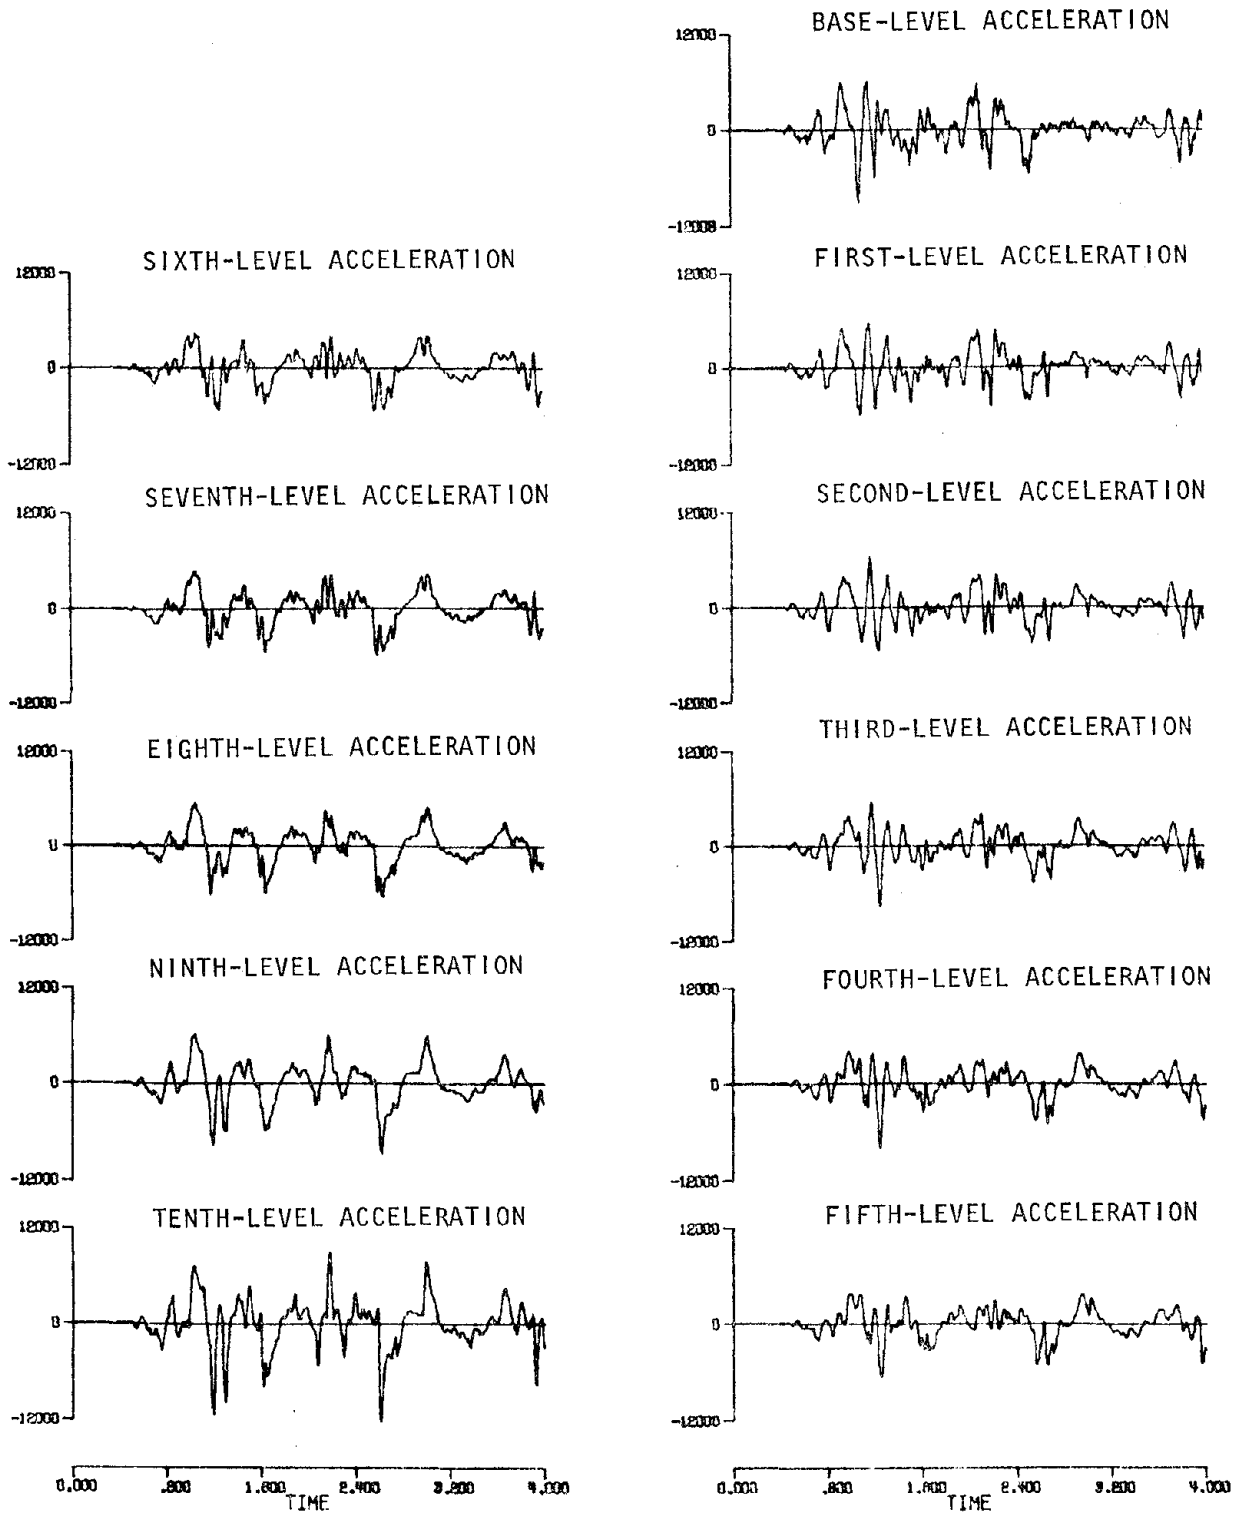 BASE-LEVEL ACCELERATION
12000
0
-12000
SIXTH-LEVEL ACCELERATION
12000
0
-12000
FIRST-LEVEL ACCELERATION
12000
0
-12000
SEVENTH-LEVEL ACCELERATION
12000
0
-12000
SECOND-LEVEL ACCELERATION
12000
0
-12000
EIGHTH-LEVEL ACCELERATION
12000
0
-12000
THIRD-LEVEL ACCELERATION
12000
0
-12000
NINTH-LEVEL ACCELERATION
12000
0
-12000
FOURTH-LEVEL ACCELERATION
12000
0
-12000
TENTH-LEVEL ACCELERATION
12000
0
-12000
FIFTH-LEVEL ACCELERATION
12000
0
-12000
0.000 .800 1.600 2.400 3.200 4.000
TIME
0.000 .800 1.600 2.400 3.200 4.000
TIME